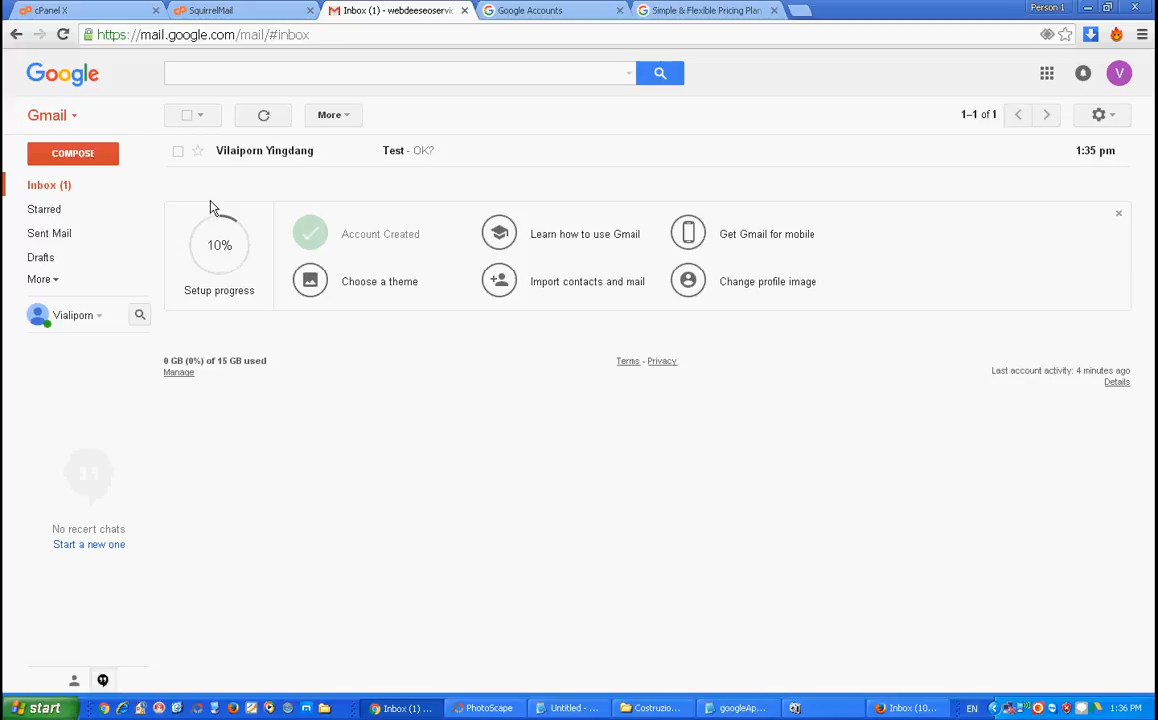 cPanel X
SquirrelMail
Inbox (1) - webdeeseoservic
Google Accounts
Simple & Flexible Pricing Plan
Person 1
https://mail.google.com/mail/#inbox
Google
V
Gmail
More
1–1 of 1
COMPOSE
Vilaiporn Yingdang
Test - OK?
1:35 pm
Inbox (1)
Starred
Sent Mail
Drafts
More
Vialiporn
10%
Setup progress
Account Created
Learn how to use Gmail
Get Gmail for mobile
Choose a theme
Import contacts and mail
Change profile image
0 GB (0%) of 15 GB used
Manage
Terms - Privacy
Last account activity: 4 minutes ago
Details
No recent chats
Start a new one
start
Inbox (1) ...
PhotoScape
Untitled - ...
Costruzio...
googleAp...
Inbox (10...
EN
1:36 PM